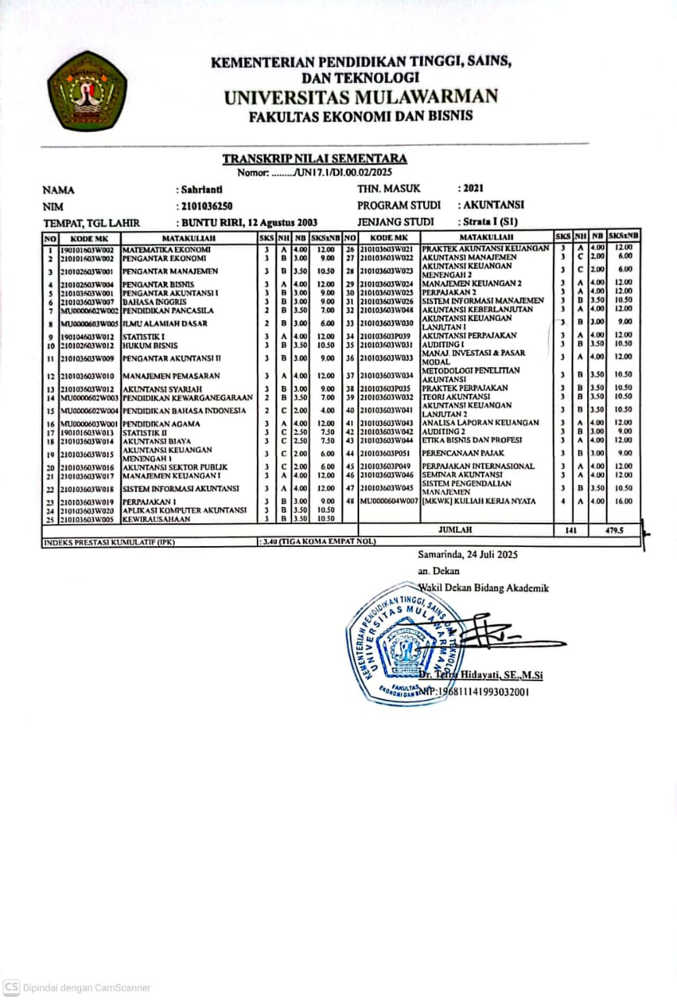 KEMENTERIAN PENDIDIKAN TINGGI, SAINS,
DAN TEKNOLOGI
UNIVERSITAS MULAWARMAN
FAKULTAS EKONOMI DAN BISNIS
TRANSKRIP NILAI SEMENTARA
Nomor: ........./UN17.1/DI.00.02/2025
NAMA : Sahrianti THN. MASUK : 2021
NIM : 2101036250 PROGRAM STUDI : AKUNTANSI
TEMPAT, TGL LAHIR : BUNTU RIRI, 12 Agustus 2003 JENJANG STUDI : Strata I (S1)
NO KODE MK MATAKULIAH SKS NH NB SKSxNB NO KODE MK MATAKULIAH SKS NH NB SKSxNB
1 190101603W002 MATEMATIKA EKONOMI 3 A 4.00 12.00 26 210103603W021 PRAKTEK AKUNTANSI KEUANGAN 3 A 4.00 12.00
2 210101603W002 PENGANTAR EKONOMI 3 B 3.00 9.00 27 210103603W022 AKUNTANSI MANAJEMEN 3 C 2.00 6.00
3 210102603W001 PENGANTAR MANAJEMEN 3 B 3.50 10.50 28 210103603W023 AKUNTANSI KEUANGAN MENENGAH 2 3 C 2.00 6.00
4 210102603W004 PENGANTAR BISNIS 3 A 4.00 12.00 29 210103603W024 MANAJEMEN KEUANGAN 2 3 A 4.00 12.00
5 210103603W001 PENGANTAR AKUNTANSI I 3 B 3.00 9.00 30 210103603W025 PERPAJAKAN 2 3 A 4.00 12.00
6 210103603W007 BAHASA INGGRIS 3 B 3.00 9.00 31 210103603W026 SISTEM INFORMASI MANAJEMEN 3 B 3.50 10.50
7 MU0000602W002 PENDIDIKAN PANCASILA 2 B 3.50 7.00 32 210103603W048 AKUNTANSI KEBERLANJUTAN 3 A 4.00 12.00
8 MU0000603W005 ILMU ALAMIAH DASAR 2 B 3.00 6.00 33 210103603W030 AKUNTANSI KEUANGAN LANJUTAN I 3 B 3.00 9.00
9 190104603W012 STATISTIK I 3 A 4.00 12.00 34 210103603P039 AKUNTANSI PERPAJAKAN 3 A 4.00 12.00
10 210102603W012 HUKUM BISNIS 3 B 3.50 10.50 35 210103603W031 AUDITING I 3 B 3.50 10.50
11 210103603W009 PENGANTAR AKUNTANSI II 3 B 3.00 9.00 36 210103603W033 MANAJ. INVESTASI & PASAR MODAL 3 A 4.00 12.00
12 210103603W010 MANAJEMEN PEMASARAN 3 A 4.00 12.00 37 210103603W034 METODOLOGI PENELITIAN AKUNTANSI 3 B 3.50 10.50
13 210103603W012 AKUNTANSI SYARIAH 3 B 3.00 9.00 38 210103603P035 PRAKTEK PERPAJAKAN 3 B 3.50 10.50
14 MU0000602W003 PENDIDIKAN KEWARGANEGARAAN 2 B 3.50 7.00 39 210103603W032 TEORI AKUNTANSI 3 B 3.50 10.50
15 MU0000602W004 PENDIDIKAN BAHASA INDONESIA 2 C 2.00 4.00 40 210103603W041 AKUNTANSI KEUANGAN LANJUTAN 2 3 B 3.50 10.50
16 MU0000603W001 PENDIDIKAN AGAMA 3 A 4.00 12.00 41 210103603W043 ANALISA LAPORAN KEUANGAN 3 A 4.00 12.00
17 190101603W013 STATISTIK II 3 C 2.50 7.50 42 210103603W042 AUDITING 2 3 B 3.00 9.00
18 210103603W014 AKUNTANSI BIAYA 3 C 2.50 7.50 43 210103603W044 ETIKA BISNIS DAN PROFESI 3 A 4.00 12.00
19 210103603W015 AKUNTANSI KEUANGAN MENENGAH 1 3 C 2.00 6.00 44 210103603P051 PERENCANAAN PAJAK 3 B 3.00 9.00
20 210103603W016 AKUNTANSI SEKTOR PUBLIK 3 C 2.00 6.00 45 210103603P049 PERPAJAKAN INTERNASIONAL 3 A 4.00 12.00
21 210103603W017 MANAJEMEN KEUANGAN I 3 A 4.00 12.00 46 210103603W046 SEMINAR AKUNTANSI 3 A 4.00 12.00
22 210103603W018 SISTEM INFORMASI AKUNTANSI 3 A 4.00 12.00 47 210103603W045 SISTEM PENGENDALIAN MANAJEMEN 3 B 3.50 10.50
23 210103603W019 PERPAJAKAN 1 3 B 3.00 9.00 48 MU0000604W007 [MKWK] KULIAH KERJA NYATA 4 A 4.00 16.00
24 210103603W020 APLIKASI KOMPUTER AKUNTANSI 3 B 3.50 10.50
25 210103603W005 KEWIRAUSAHAAN 3 B 3.50 10.50
JUMLAH 141 479.5
INDEKS PRESTASI KUMULATIF (IPK) : 3.40 (TIGA KOMA EMPAT NOL)
Samarinda, 24 Juli 2025
an. Dekan
Wakil Dekan Bidang Akademik
KEMENTERIAN PENDIDIKAN TINGGI, SAINS, DAN TEKNOLOGI
UNIVERSITAS MULAWARMAN
FAKULTAS
EKONOMI DAN BISNIS
Dr. Tetra Hidayati, SE.,M.Si
NIP:196811141993032001
CS Dipindai dengan CamScanner